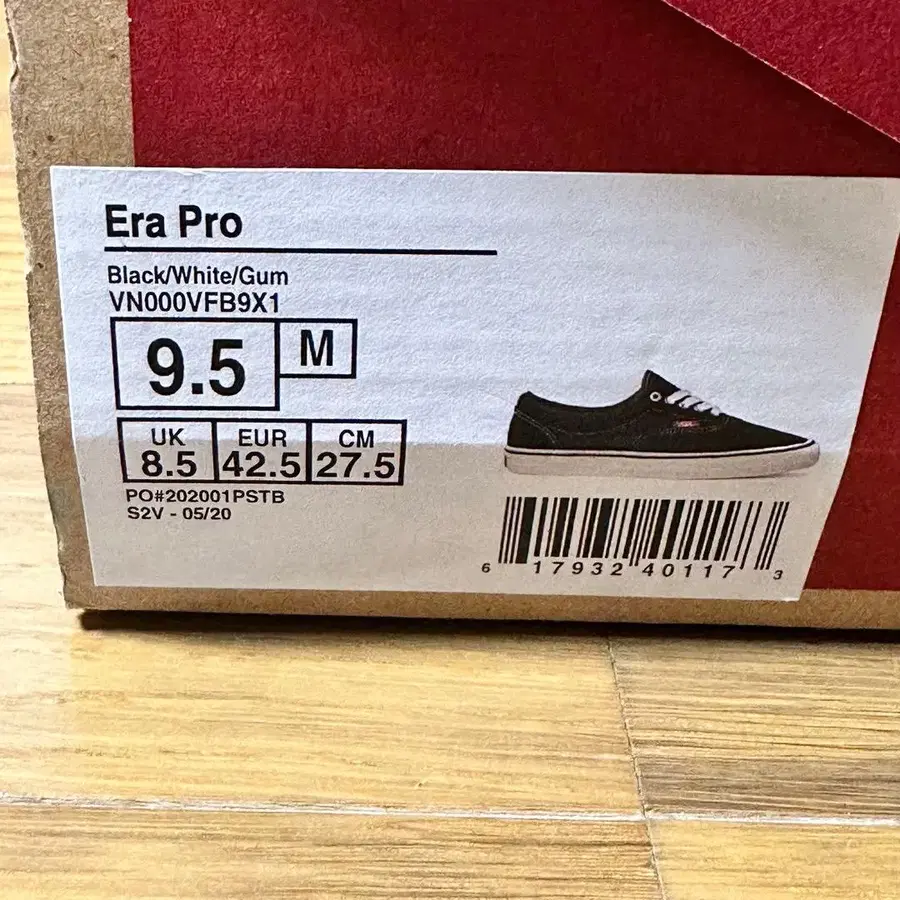 Era Pro
Black/White/Gum
VN000VFB9X1
9.5 M
UK EUR CM
8.5 42.5 27.5
PO#202001PSTB
S2V - 05/20
6 17932 40117 3